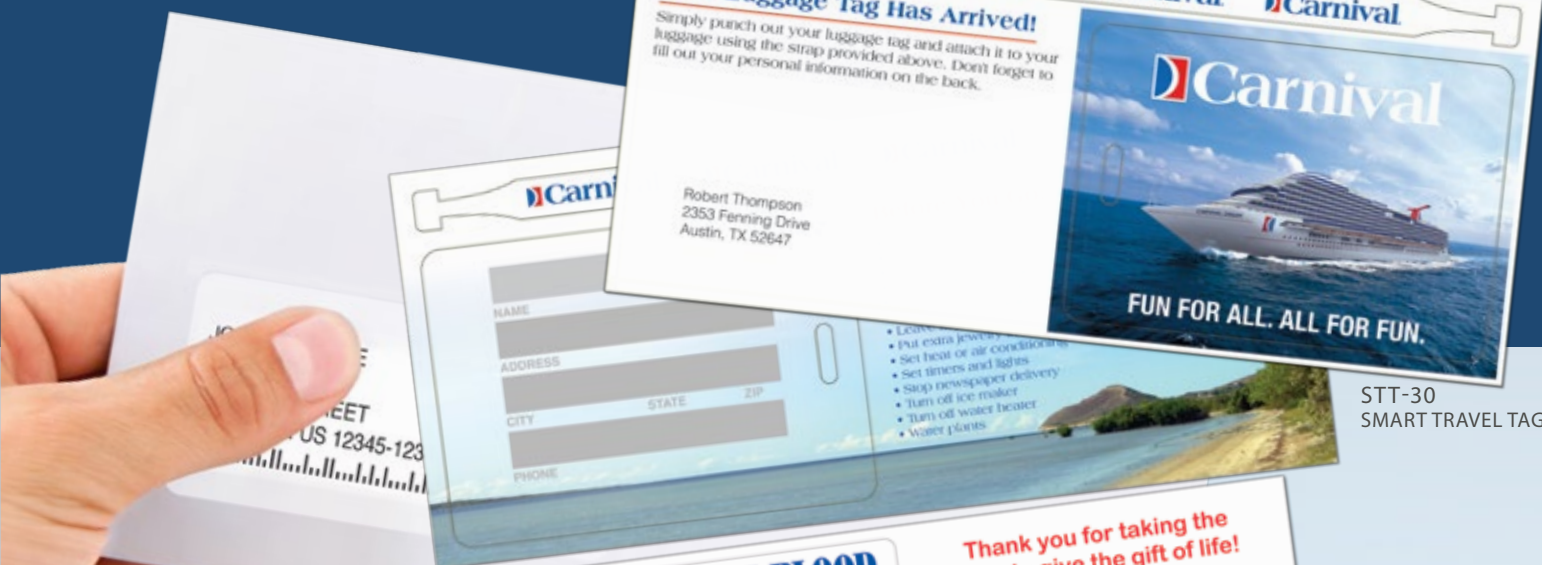 Tag Has Arrived!
Simply punch out your luggage tag and attach it to your
luggage using the strap provided above. Don't forget to
fill out your personal information on the back.
Robert Thompson
2353 Fenning Drive
Austin, TX 52647
Carnival
Carnival
FUN FOR ALL. ALL FOR FUN.
STT-30
SMART TRAVEL TAG
NAME
ADDRESS
CITY STATE ZIP
PHONE
• Put extra
• Set heat or air conditioning
• Set timers and lights
• Stop newspaper delivery
• Turn off ice maker
• Turn off water heater
• Water plants
US 12345-123
Thank you for taking the
give the gift of life!